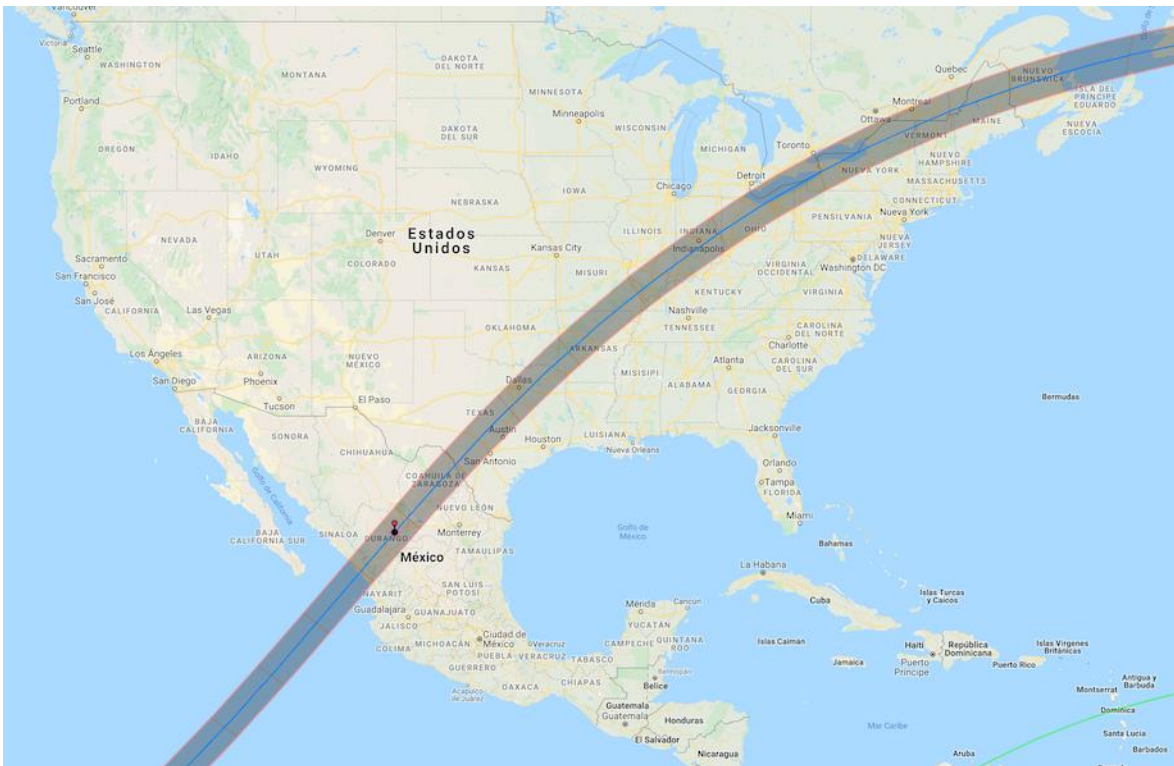 Vancouver
Victoria
Seattle
WASHINGTON
MONTANA
DAKOTA
DEL NORTE
MINNESOTA
Quebec
NUEVO
BRUNSWICK
ISLA DEL
PRÍNCIPE
EDUARDO
Golfo de
Portland
Minneapolis
Montreal
Ottawa
MAINE
NUEVA
ESCOCIA
OREGÓN
IDAHO
WYOMING
DAKOTA
DEL SUR
WISCONSIN
MICHIGAN
Toronto
VERMONT
NUEVO
HAMPSHIRE
MASSACHUSETTS
CONNECTICUT
NUEVA YORK
Detroit
Chicago
IOWA
NEBRASKA
Nueva York
PENSILVANIA
NUEVA
JERSEY
OHIO
INDIANA
ILLINOIS
Indianápolis
Estados
Unidos
Denver
NEVADA
UTAH
COLORADO
KANSAS
Kansas City
MISURI
VIRGINIA
OCCIDENTAL
DELAWARE
Washington DC
Sacramento
San Francisco
San José
CALIFORNIA
Las Vegas
KENTUCKY
VIRGINIA
Nashville
TENNESSEE
CAROLINA
DEL NORTE
Charlotte
OKLAHOMA
ARKANSAS
Los Ángeles
ARIZONA
NUEVO
MÉXICO
Atlanta
CAROLINA
DEL SUR
San Diego
Phoenix
Dallas
MISISIPI
ALABAMA
GEORGIA
Tucson
El Paso
Bermudas
BAJA
CALIFORNIA
SONORA
TEXAS
Austin
Houston
LUISIANA
Jacksonville
CHIHUAHUA
San Antonio
Nueva Orleans
Orlando
Tampa
FLORIDA
Golfo de California
COAHUILA DE
ZARAGOZA
NUEVO LEÓN
Miami
BAJA
CALIFORNIA SUR
SINALOA
DURANGO
Monterrey
Golfo de
México
Bahamas
México
TAMAULIPAS
SAN LUIS
POTOSÍ
La Habana
NAYARIT
Guadalajara
GUANAJUATO
JALISCO
Mérida
Cancún
Cuba
Islas Turcas
y Caicos
COLIMA
MICHOACÁN
Ciudad de
México
Veracruz
YUCATÁN
CAMPECHE
QUINTANA
ROO
Islas Caimán
Haití
República
Dominicana
Islas Vírgenes
Británicas
PUEBLA
VERACRUZ
TABASCO
GUERRERO
Jamaica
Puerto
Príncipe
Puerto Rico
Acapulco
de Juárez
OAXACA
CHIAPAS
Belmopán
Belice
Antigua y
Barbuda
Montserrat
Guatemala
Guatemala
Honduras
Dominica
El Salvador
Mar Caribe
Santa Lucía
Nicaragua
Aruba
Barbados